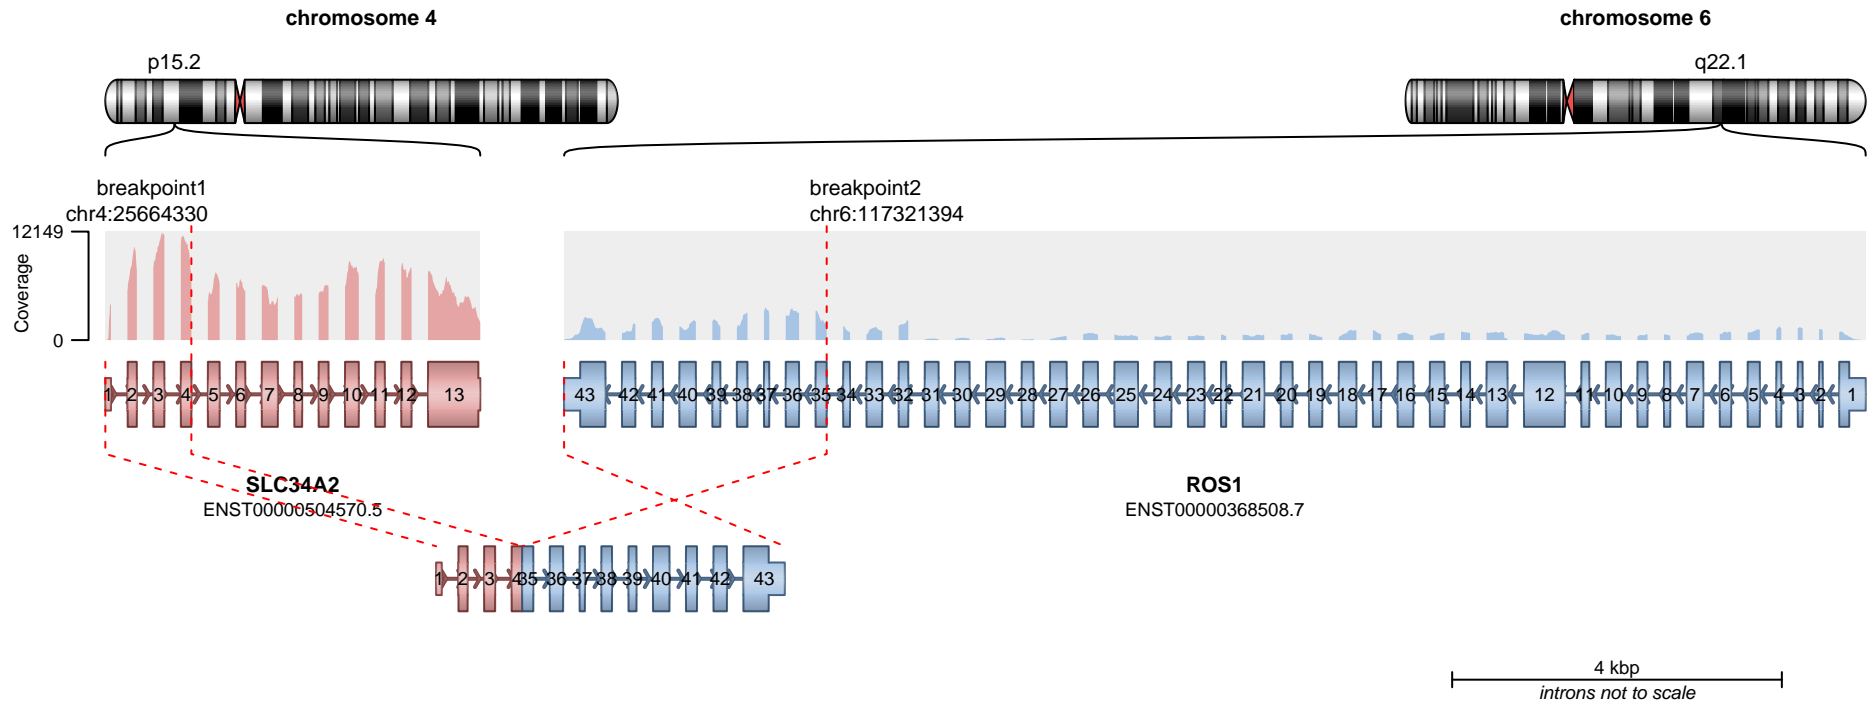 chromosome 4
chromosome 6
p15.2
q22.1
breakpoint1
chr4:25664330
breakpoint2
chr6:117321394
12149
Coverage
0
1 2 3 4 5 6 7 8 9 10 11 12 13
43 42 41 40 39 38 37 36 35 34 33 32 31 30 29 28 27 26 25 24 23 22 21 20 19 18 17 16 15 14 13 12 11 10 9 8 7 6 5 4 3 2 1
SLC34A2
ENST00000504570.5
ROS1
ENST00000368508.7
1 2 3 4 35 36 37 38 39 40 41 42 43
4 kbp
introns not to scale